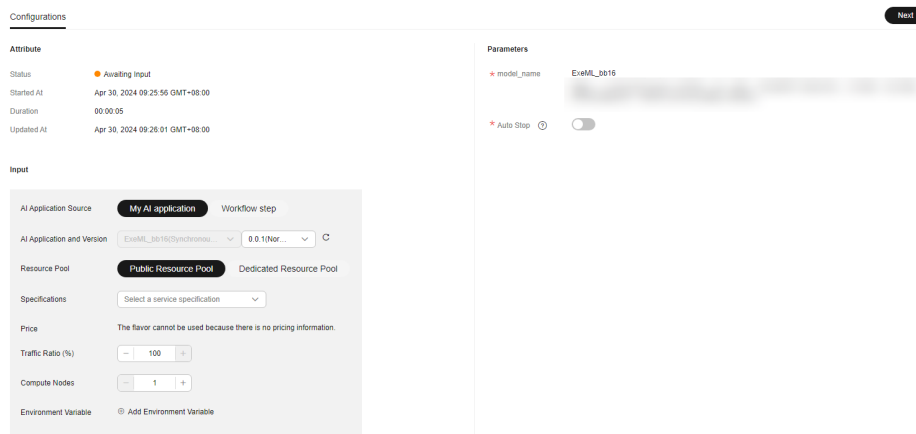 Configurations
Next
Attribute
Status Awaiting Input
Started At Apr 30, 2024 09:25:56 GMT+08:00
Duration 00:00:05
Updated At Apr 30, 2024 09:26:01 GMT+08:00
Input
AI Application Source My AI application Workflow step
AI Application and Version ExeML_bb16(Synchronou... 0.0.1(Nor...
Resource Pool Public Resource Pool Dedicated Resource Pool
Specifications Select a service specification
Price The flavor cannot be used because there is no pricing information.
Traffic Ratio (%) − 100 +
Compute Nodes − 1 +
Environment Variable Add Environment Variable
Parameters
* model_name ExeML_bb16
* Auto Stop ?